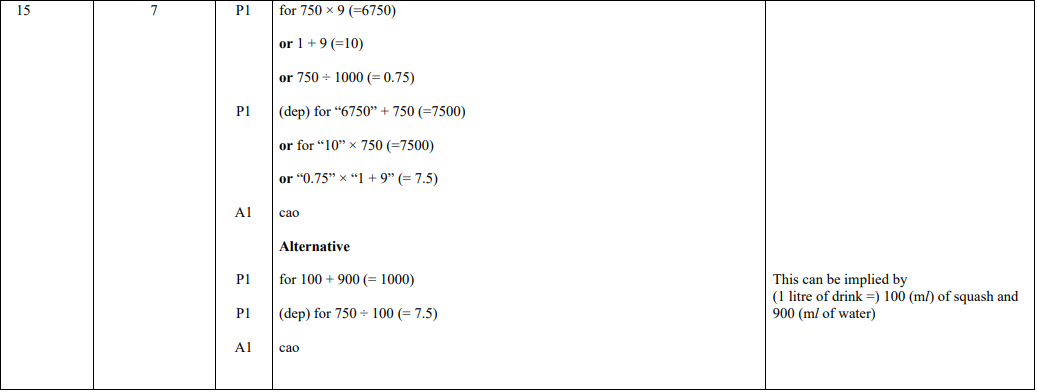 15 7 P1 for 750 × 9 (=6750)
or 1 + 9 (=10)
or 750 ÷ 1000 (= 0.75)
P1 (dep) for “6750” + 750 (=7500)
or for “10” × 750 (=7500)
or “0.75” × “1 + 9” (= 7.5)
A1 cao
Alternative
P1 for 100 + 900 (= 1000) This can be implied by
(1 litre of drink =) 100 (ml) of squash and
P1 (dep) for 750 ÷ 100 (= 7.5) 900 (ml of water)
A1 cao